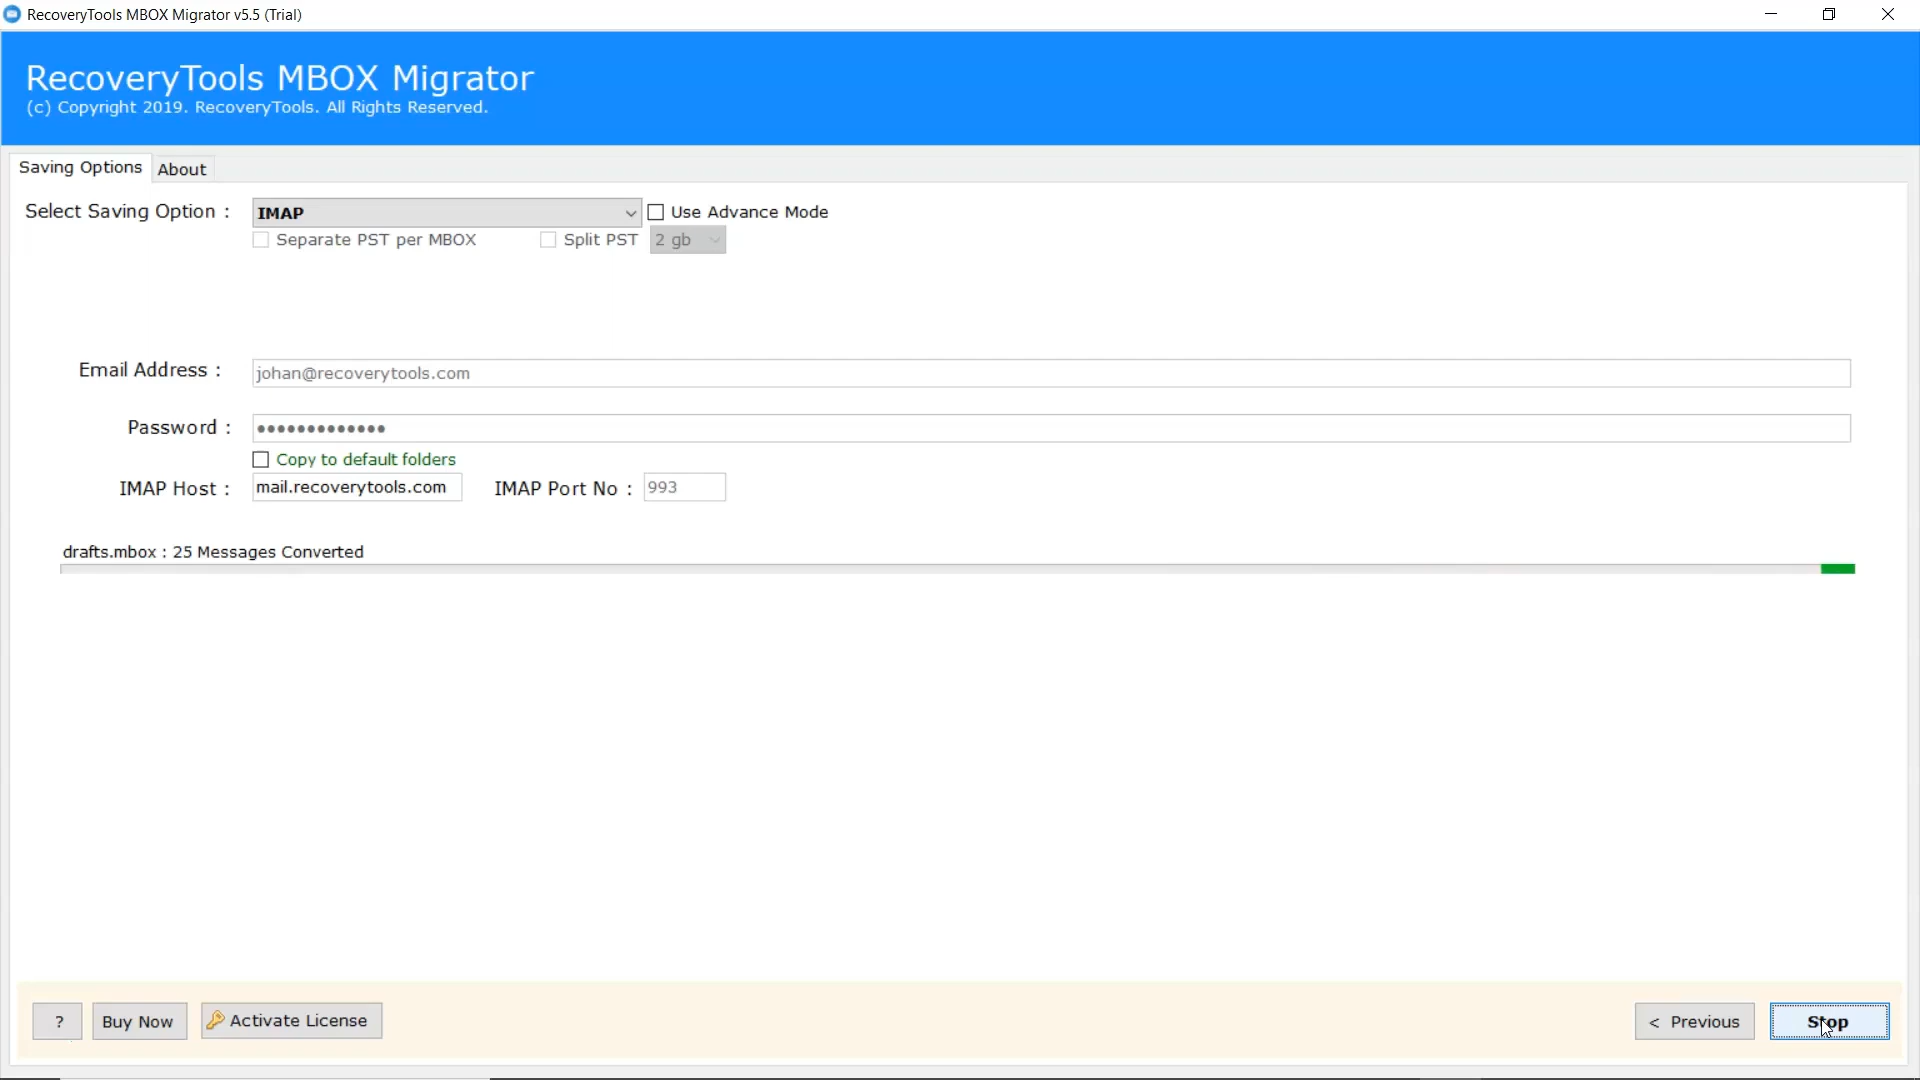 RecoveryTools MBOX Migrator v5.5 (Trial)
RecoveryTools MBOX Migrator
(c) Copyright 2019. RecoveryTools. All Rights Reserved.
Saving Options About
Select Saving Option : IMAP Use Advance Mode
Separate PST per MBOX Split PST 2 gb
Email Address : johan@recoverytools.com
Password : •••••••••••••
Copy to default folders
IMAP Host : mail.recoverytools.com IMAP Port No : 993
drafts.mbox : 25 Messages Converted
? Buy Now Activate License < Previous Stop